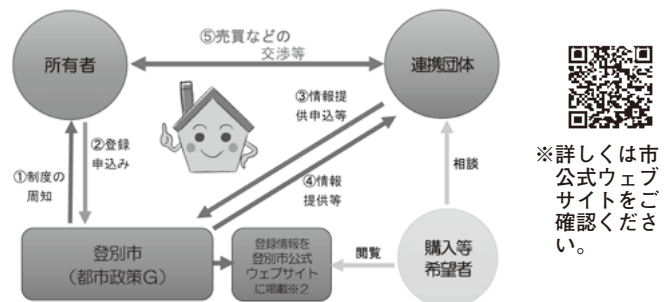 ⑤売買などの
交渉等
所有者
連携団体
③情報提
供申込等
②登録
申込み
①制度の
周知
④情報
提供等
相談
登別市
(都市政策G)
登録情報を
登別市公式
ウェブサイト
に掲載※2
閲覧
購入等
希望者
※詳しくは市
公式ウェブ
サイトをご
確認くださ
い。